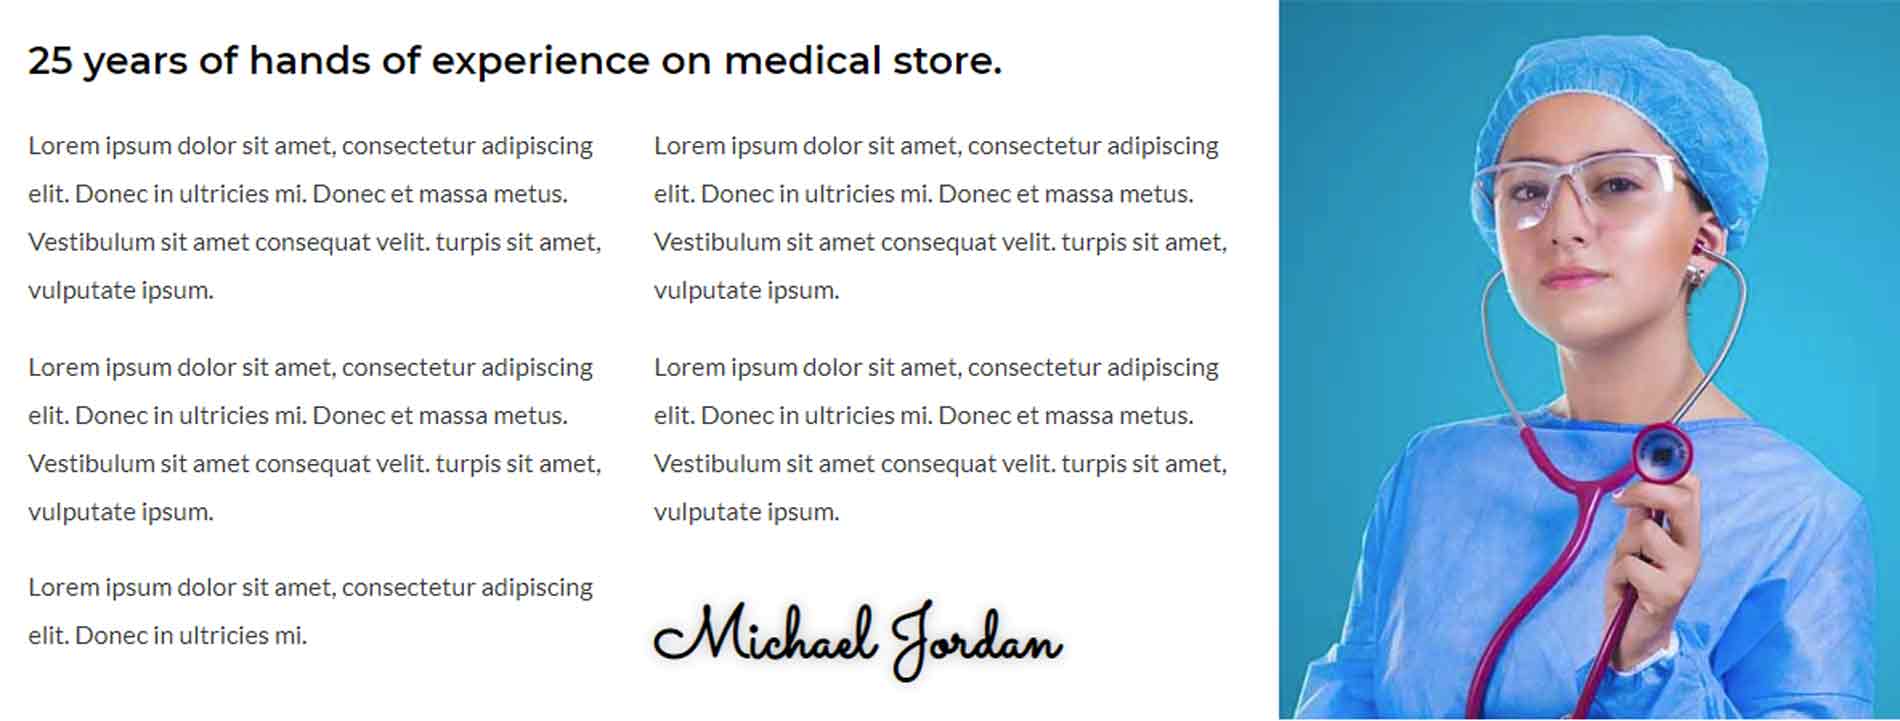 25 years of hands of experience on medical store.
Lorem ipsum dolor sit amet, consectetur adipiscing
elit. Donec in ultricies mi. Donec et massa metus.
Vestibulum sit amet consequat velit. turpis sit amet,
vulputate ipsum.
Lorem ipsum dolor sit amet, consectetur adipiscing
elit. Donec in ultricies mi. Donec et massa metus.
Vestibulum sit amet consequat velit. turpis sit amet,
vulputate ipsum.
Lorem ipsum dolor sit amet, consectetur adipiscing
elit. Donec in ultricies mi.
Lorem ipsum dolor sit amet, consectetur adipiscing
elit. Donec in ultricies mi. Donec et massa metus.
Vestibulum sit amet consequat velit. turpis sit amet,
vulputate ipsum.
Lorem ipsum dolor sit amet, consectetur adipiscing
elit. Donec in ultricies mi. Donec et massa metus.
Vestibulum sit amet consequat velit. turpis sit amet,
vulputate ipsum.
Michael Jordan